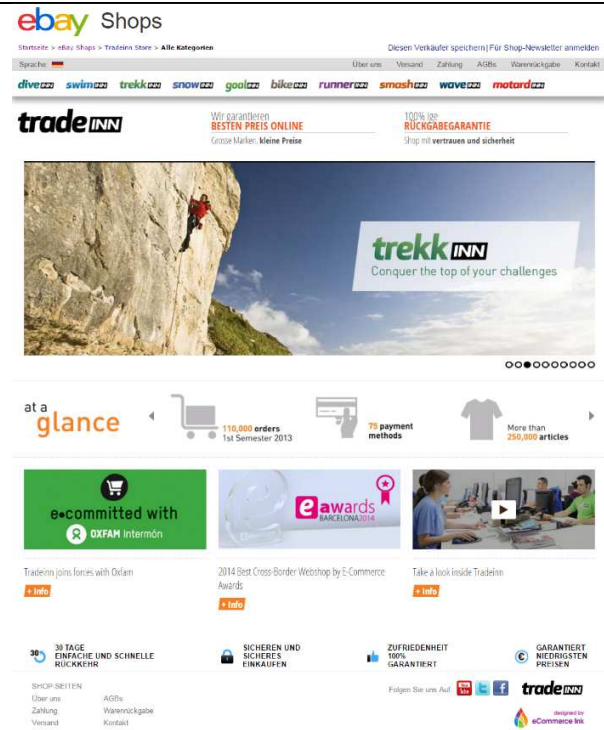 ebay Shops
Startseite > eBay Shops > Tradeinn Store > Alle Kategorien
Diesen Verkäufer speichern | Für Shop-Newsletter anmelden
Sprache:
Über uns Versand Zahlung AGBs Warenrückgabe Kontakt
diveINN swimINN trekkINN snowINN goalINN bikeINN runnerINN smashINN waveINN motardINN
tradeINN
Wir garantieren
BESTEN PREIS ONLINE
Grosse Marken, kleine Preise
100% ige
RÜCKGABEGARANTIE
Shop mit vertrauen und sicherheit
trekkINN
Conquer the top of your challenges
at a
glance
110,000 orders
1st Semester 2013
75 payment
methods
More than
250,000 articles
e•committed with
OXFAM Intermón
e awards
BARCELONA2014
Tradeinn joins forces with Oxfam
+ Info
2014 Best Cross-Border Webshop by E-Commerce
Awards
+ Info
Take a look inside Tradeinn
+ Info
30
30 TAGE
EINFACHE UND SCHNELLE
RÜCKKEHR
SICHEREN UND
SICHERES
EINKAUFEN
ZUFRIEDENHEIT
100%
GARANTIERT
€
GARANTIERT
NIEDRIGSTEN
PREISEN
SHOP-SEITEN
Über uns
Zahlung
Versand
AGBs
Warenrückgabe
Kontakt
Folgen Sie uns Auf
You
Tube
tradeINN
designed by
eCommerce Ink